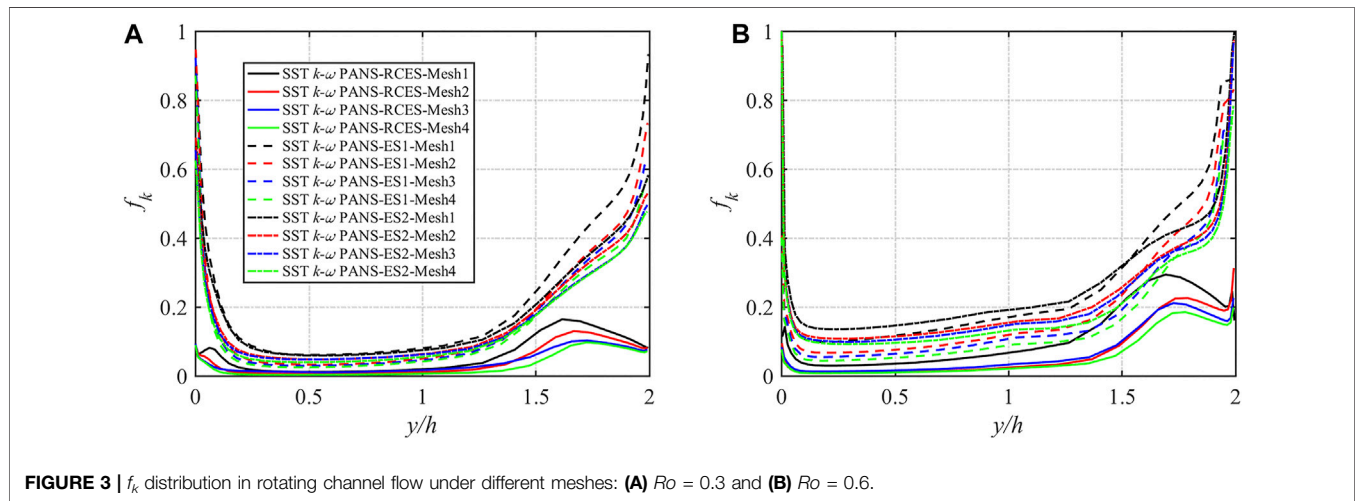 A
B
1
0.8
0.6
0.4
0.2
0
f_k
0 0.5 1 1.5 2
y/h
SST k-ω PANS-RCES-Mesh1
SST k-ω PANS-RCES-Mesh2
SST k-ω PANS-RCES-Mesh3
SST k-ω PANS-RCES-Mesh4
SST k-ω PANS-ES1-Mesh1
SST k-ω PANS-ES1-Mesh2
SST k-ω PANS-ES1-Mesh3
SST k-ω PANS-ES1-Mesh4
SST k-ω PANS-ES2-Mesh1
SST k-ω PANS-ES2-Mesh2
SST k-ω PANS-ES2-Mesh3
SST k-ω PANS-ES2-Mesh4
1
0.8
0.6
0.4
0.2
0
f_k
0 0.5 1 1.5 2
y/h
FIGURE 3 | f_k distribution in rotating channel flow under different meshes: (A) Ro = 0.3 and (B) Ro = 0.6.